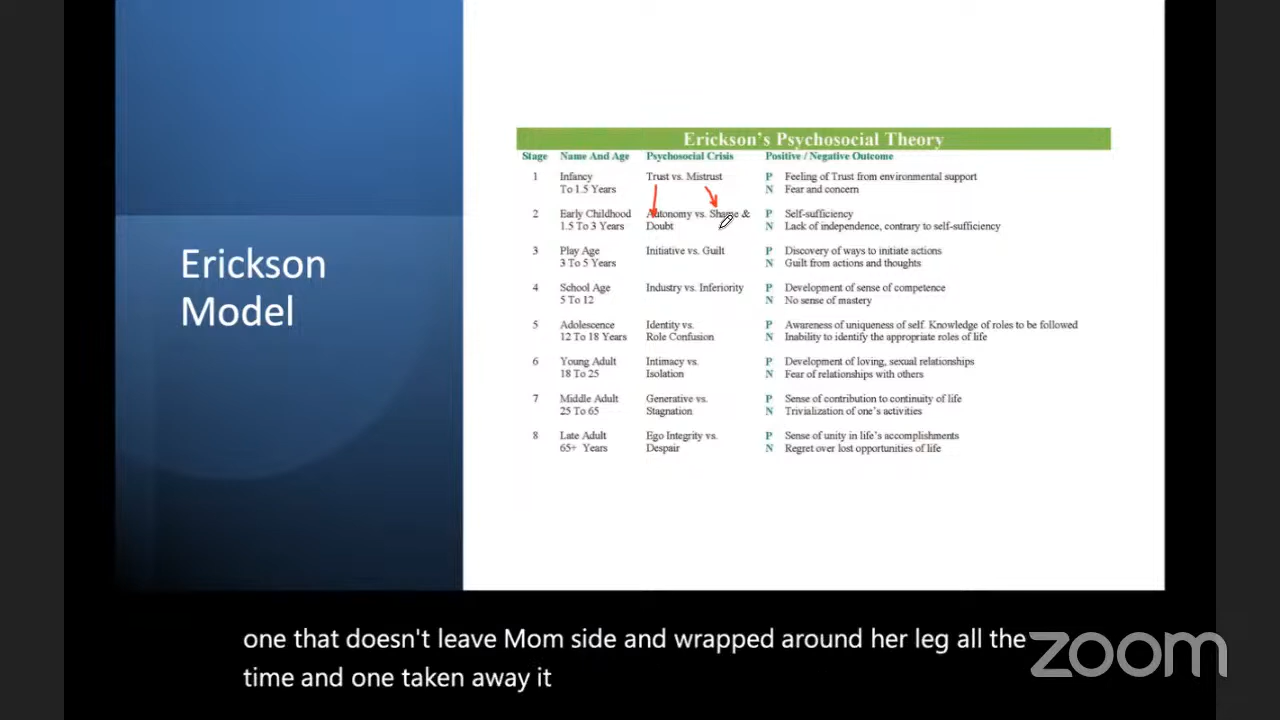 Erickson
Model
Erickson's Psychosocial Theory
Stage Name And Age Psychosocial Crisis Positive / Negative Outcome
1 Infancy Trust vs. Mistrust P Feeling of Trust from environmental support
To 1.5 Years N Fear and concern
2 Early Childhood Autonomy vs. Shame & P Self-sufficiency
1.5 To 3 Years Doubt N Lack of independence, contrary to self-sufficiency
3 Play Age Initiative vs. Guilt P Discovery of ways to initiate actions
3 To 5 Years N Guilt from actions and thoughts
4 School Age Industry vs. Inferiority P Development of sense of competence
5 To 12 N No sense of mastery
5 Adolescence Identity vs. P Awareness of uniqueness of self. Knowledge of roles to be followed
12 To 18 Years Role Confusion N Inability to identify the appropriate roles of life
6 Young Adult Intimacy vs. P Development of loving, sexual relationships
18 To 25 Isolation N Fear of relationships with others
7 Middle Adult Generative vs. P Sense of contribution to continuity of life
25 To 65 Stagnation N Trivialization of one's activities
8 Late Adult Ego Integrity vs. P Sense of unity in life's accomplishments
65+ Years Despair N Regret over lost opportunities of life
one that doesn't leave Mom side and wrapped around her leg all the
time and one taken away it
zoom